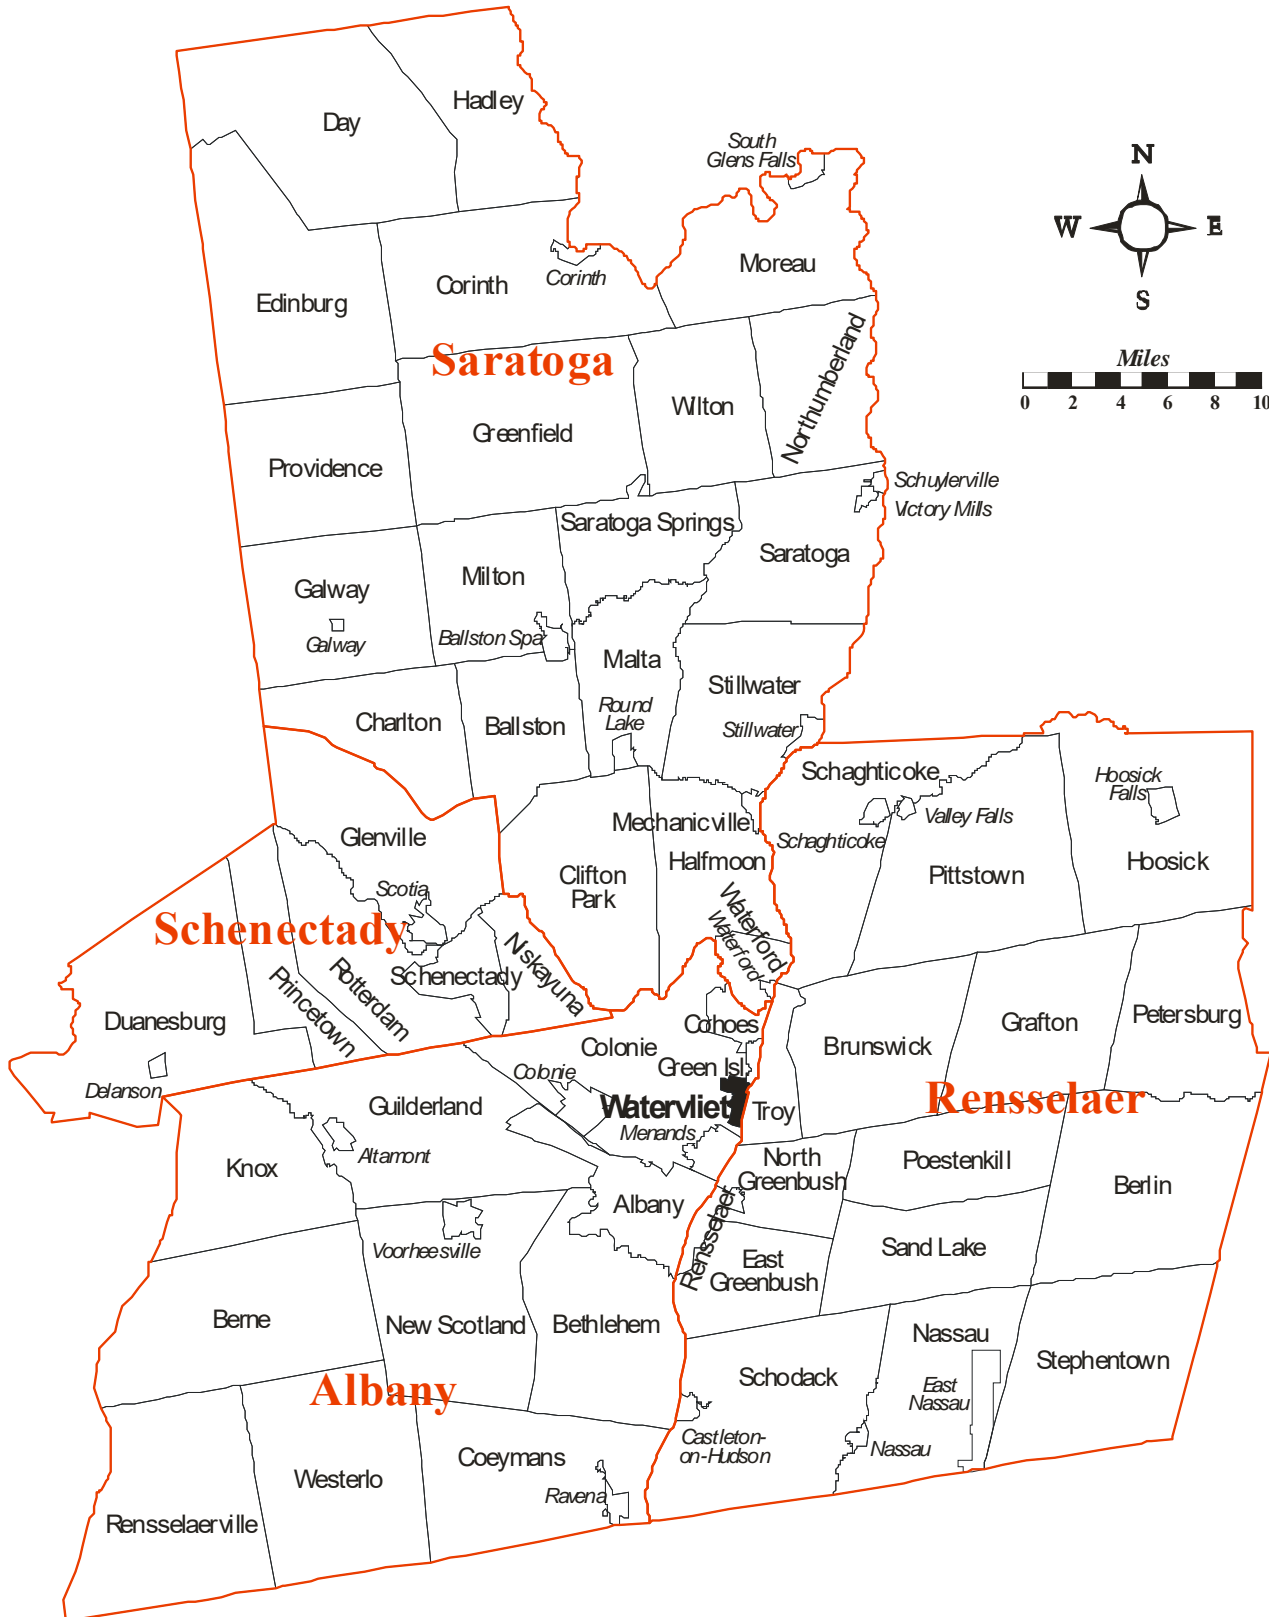 Hadley
Day
South
Glens Falls
N
W
E
S
Moreau
Corinth
Corinth
Edinburg
Saratoga
Northumberland
Miles
0 2 4 6 8 10
Wilton
Greenfield
Providence
Schuylerville
Victory Mills
Saratoga Springs
Saratoga
Milton
Galway
Galway
Ballston Spa
Malta
Stillwater
Round
Lake
Charlton
Ballston
Stillwater
Schaghticoke
Hoosick
Falls
Valley Falls
Mechanicville
Schaghticoke
Glenville
Halfmoon
Hoosick
Clifton
Park
Pittstown
Scotia
Waterford
Waterford
Schenectady
Niskayuna
Schenectady
Rotterdam
Princetown
Duanesburg
Cohoes
Grafton
Petersburg
Colonie
Brunswick
Green Isl
Colonie
Delanson
Guilderland
Watervliet
Troy
Rensselaer
Menands
Altamont
Knox
North
Greenbush
Poestenkill
Berlin
Albany
Rensselaer
Voorheesville
Sand Lake
East
Greenbush
Berne
New Scotland
Bethlehem
Nassau
Stephentown
Schodack
Albany
East
Nassau
Castleton-
on-Hudson
Nassau
Coeymans
Westerlo
Ravena
Rensselaerville